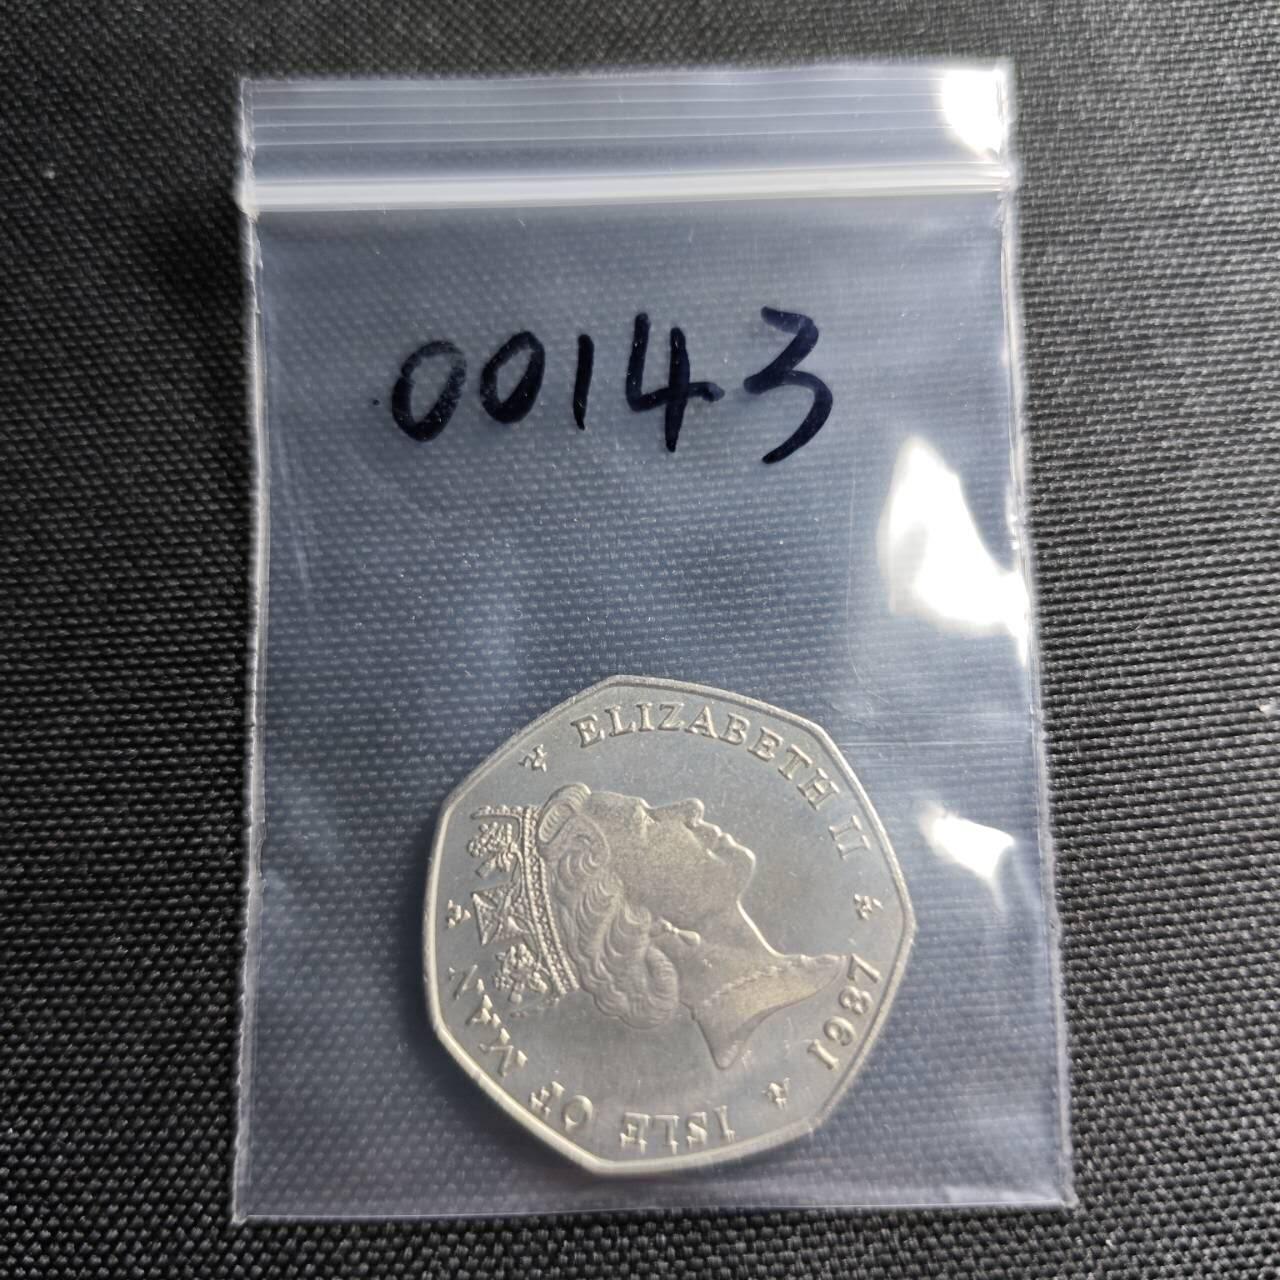 00143
ISLE OF MAN
ELIZABETH II
1987